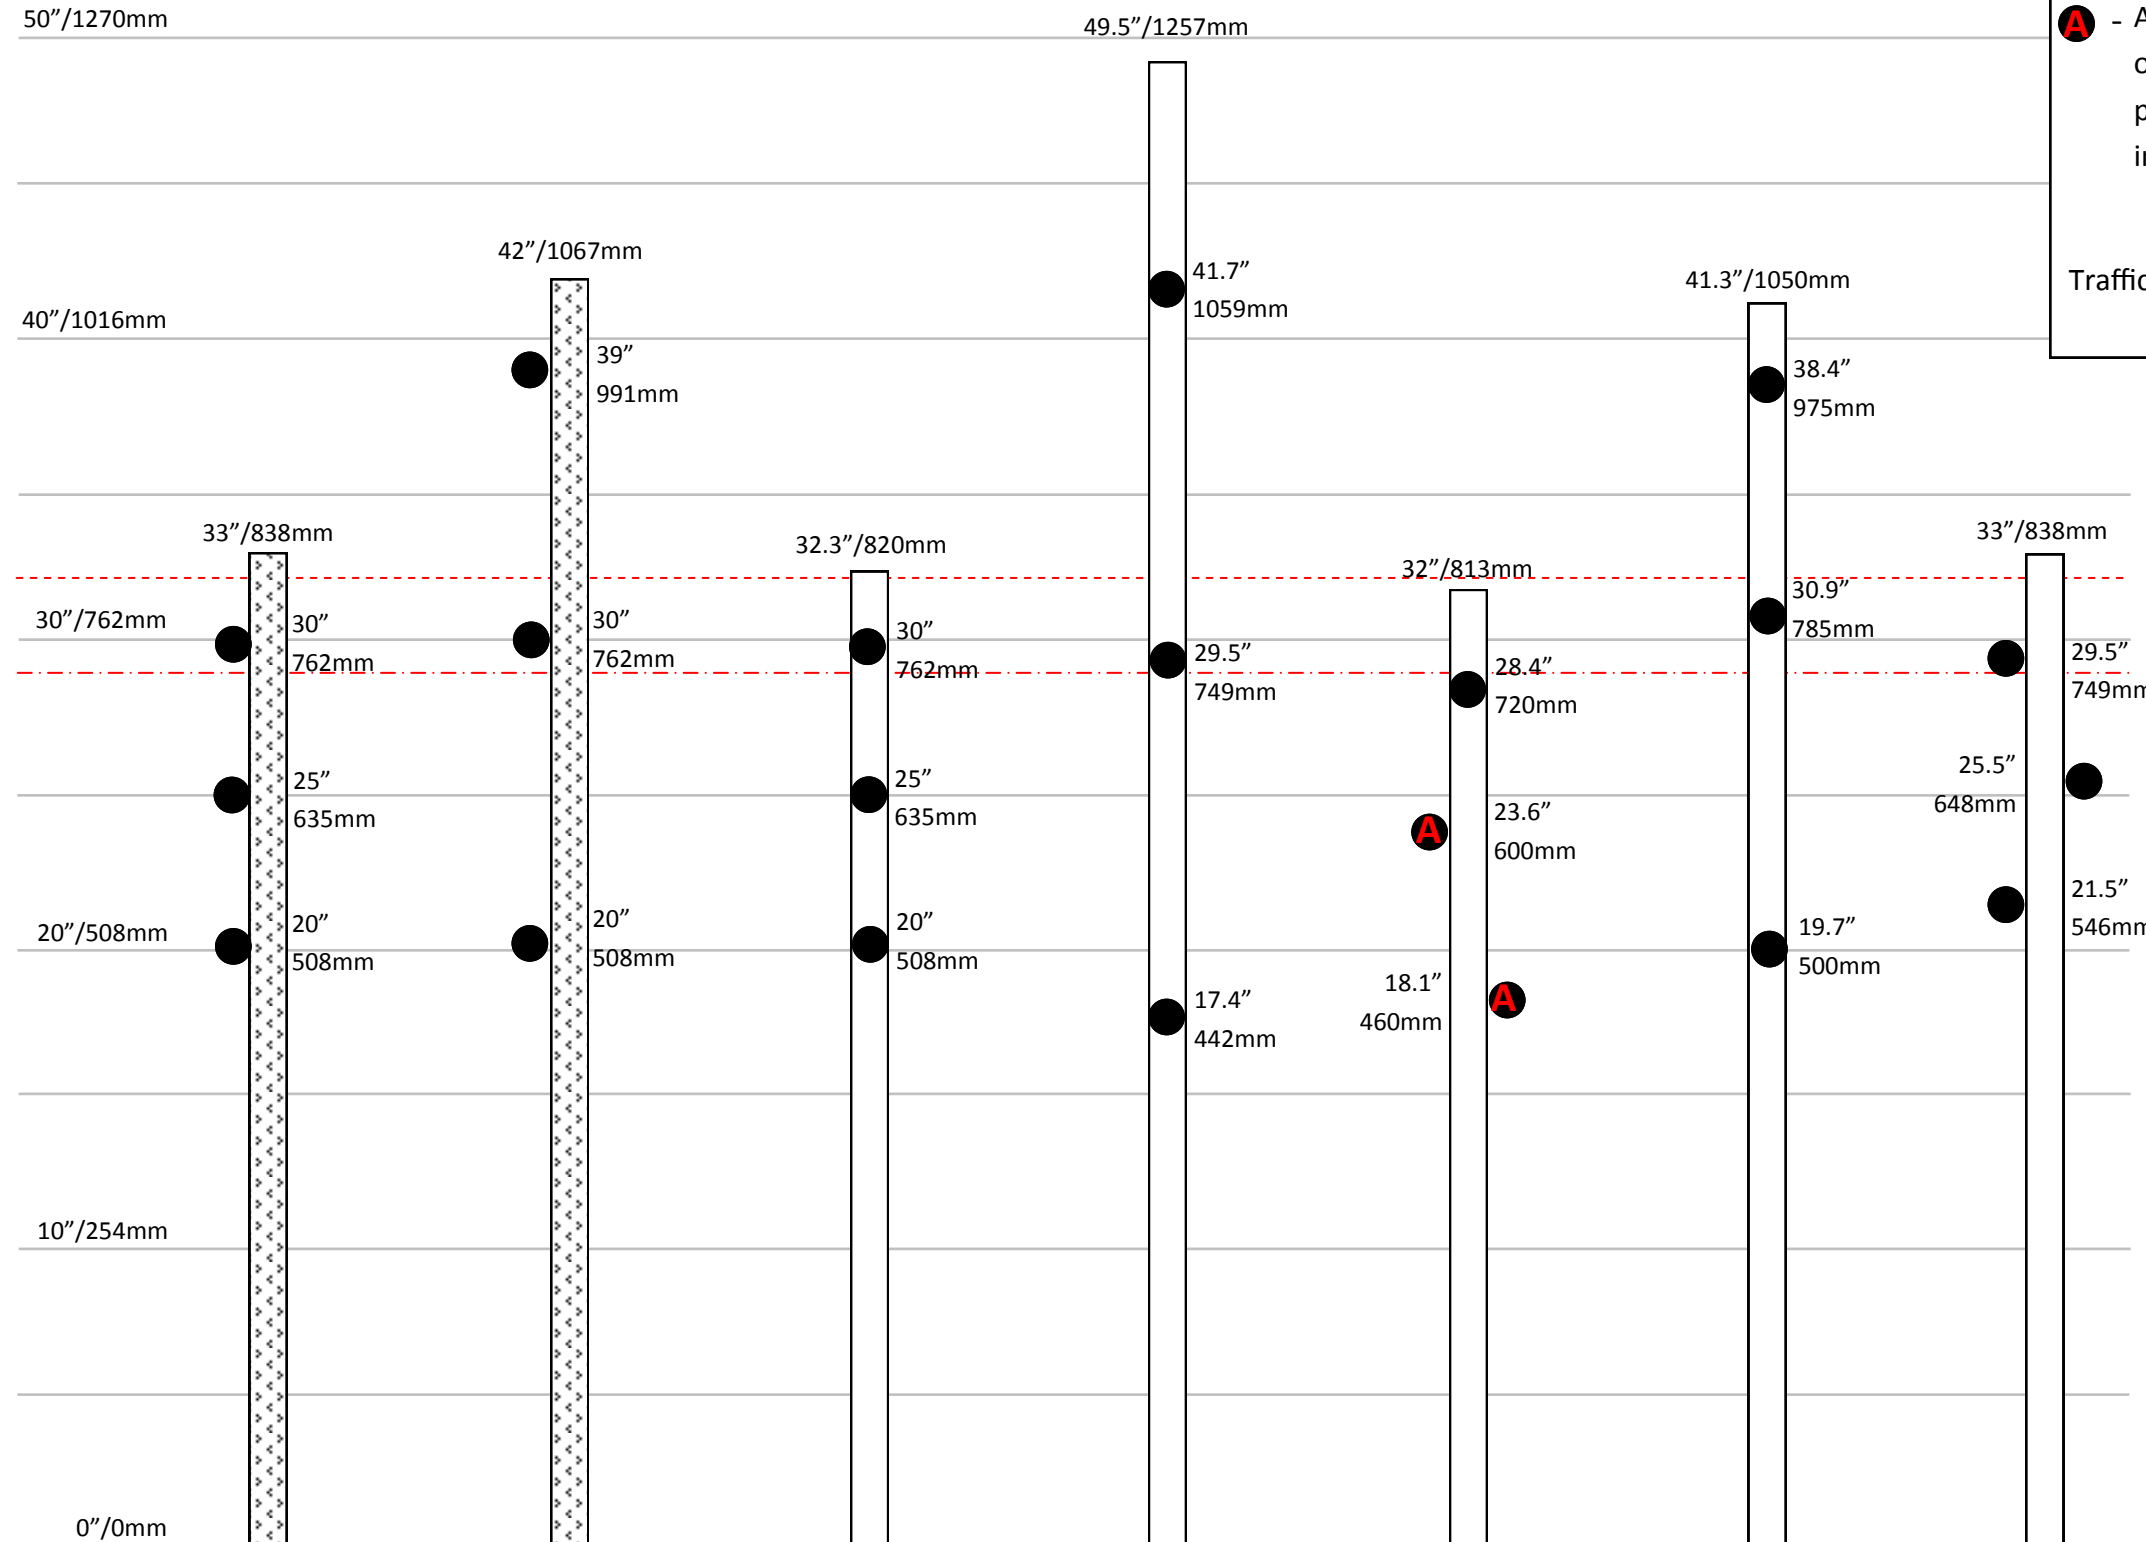 50”/1270mm
49.5”/1257mm
A
-
42”/1067mm
41.7”
1059mm
41.3”/1050mm
Traffic
40”/1016mm
39”
991mm
38.4”
975mm
33”/838mm
32.3”/820mm
32”/813mm
33”/838mm
30”/762mm
30”
762mm
30”
762mm
30”
762mm
29.5”
749mm
28.4”
720mm
30.9”
785mm
29.5”
749mm
25”
635mm
25”
635mm
23.6”
600mm
A
25.5”
648mm
20”/508mm
20”
508mm
20”
508mm
20”
508mm
17.4”
442mm
18.1”
460mm
A
19.7”
500mm
21.5”
546mm
10”/254mm
0”/0mm